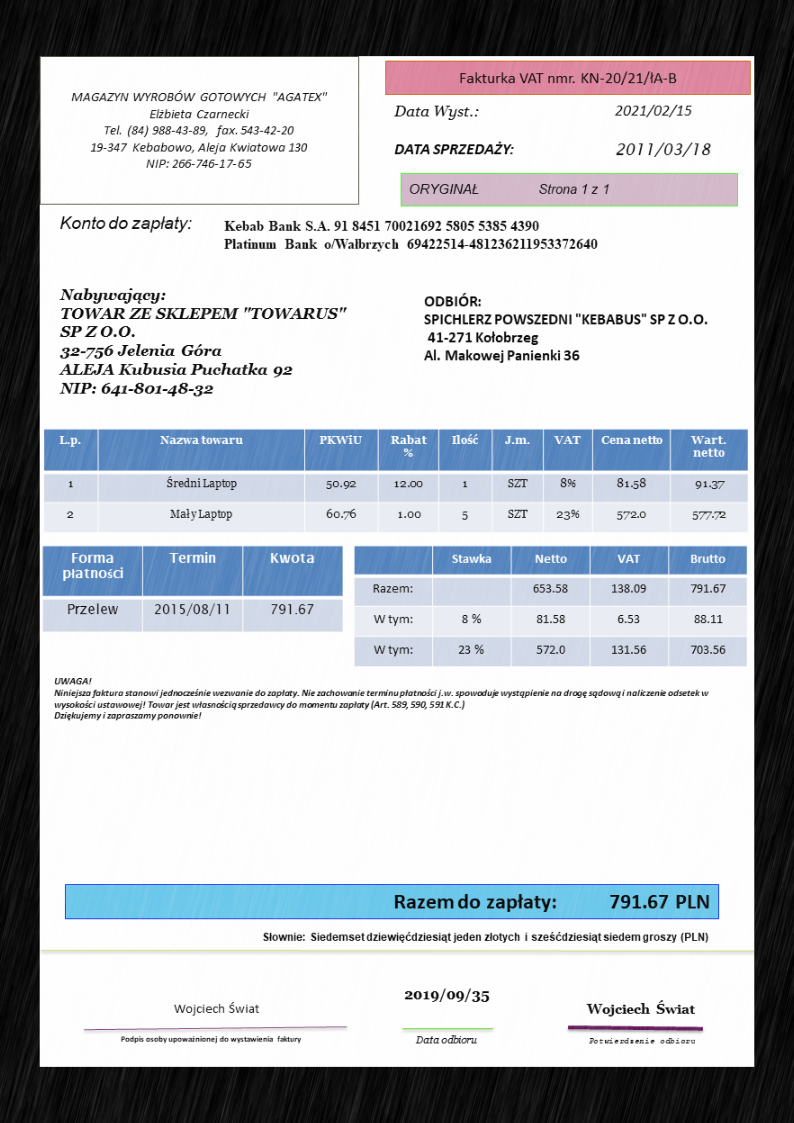 MAGAZYN WYROBÓW GOTOWYCH "AGATEX"
Elżbieta Czarnecki
Tel. (84) 988-43-89, fax. 543-42-20
19-347 Kebabowo, Aleja Kwiatowa 130
NIP: 266-746-17-65
Fakturka VAT nmr. KN-20/21/łA-B
Data Wyst.: 2021/02/15
DATA SPRZEDAŻY: 2011/03/18
ORYGINAŁ Strona 1 z 1
Konto do zapłaty: Kebab Bank S.A. 91 8451 70021692 5805 5385 4390
Platinum Bank o/Wałbrzych 69422514-481236211953372640
Nabywający:
TOWAR ZE SKLEPEM "TOWARUS"
SP Z O.O.
32-756 Jelenia Góra
ALEJA Kubusia Puchatka 92
NIP: 641-801-48-32
ODBIÓR:
SPICHLERZ POWSZEDNI "KEBABUS" SP Z O.O.
41-271 Kołobrzeg
Al. Makowej Panienki 36
L.p. Nazwa towaru PKWiU Rabat % Ilość J.m. VAT Cena netto Wart. netto
1 Średni Laptop 50.92 12.00 1 SZT 8% 81.58 91.37
2 Mały Laptop 60.76 1.00 5 SZT 23% 572.0 577.72
Forma płatności Termin Kwota
Przelew 2015/08/11 791.67
Stawka Netto VAT Brutto
Razem: 653.58 138.09 791.67
W tym: 8 % 81.58 6.53 88.11
W tym: 23 % 572.0 131.56 703.56
UWAGA!
Niniejsza faktura stanowi jednocześnie wezwanie do zapłaty. Nie zachowanie terminu płatności j.w. spowoduje wystąpienie na drogę sądową i naliczenie odsetek w
wysokości ustawowej! Towar jest własnością sprzedawcy do momentu zapłaty (Art. 589, 590, 591 K.C.)
Dziękujemy i zapraszamy ponownie!
Razem do zapłaty: 791.67 PLN
Słownie: Siedemset dziewięćdziesiąt jeden złotych i sześćdziesiąt siedem groszy (PLN)
Wojciech Świat
Podpis osoby upoważnionej do wystawienia faktury
2019/09/35
Data odbioru
Wojciech Świat
Potwierdzenie odbioru